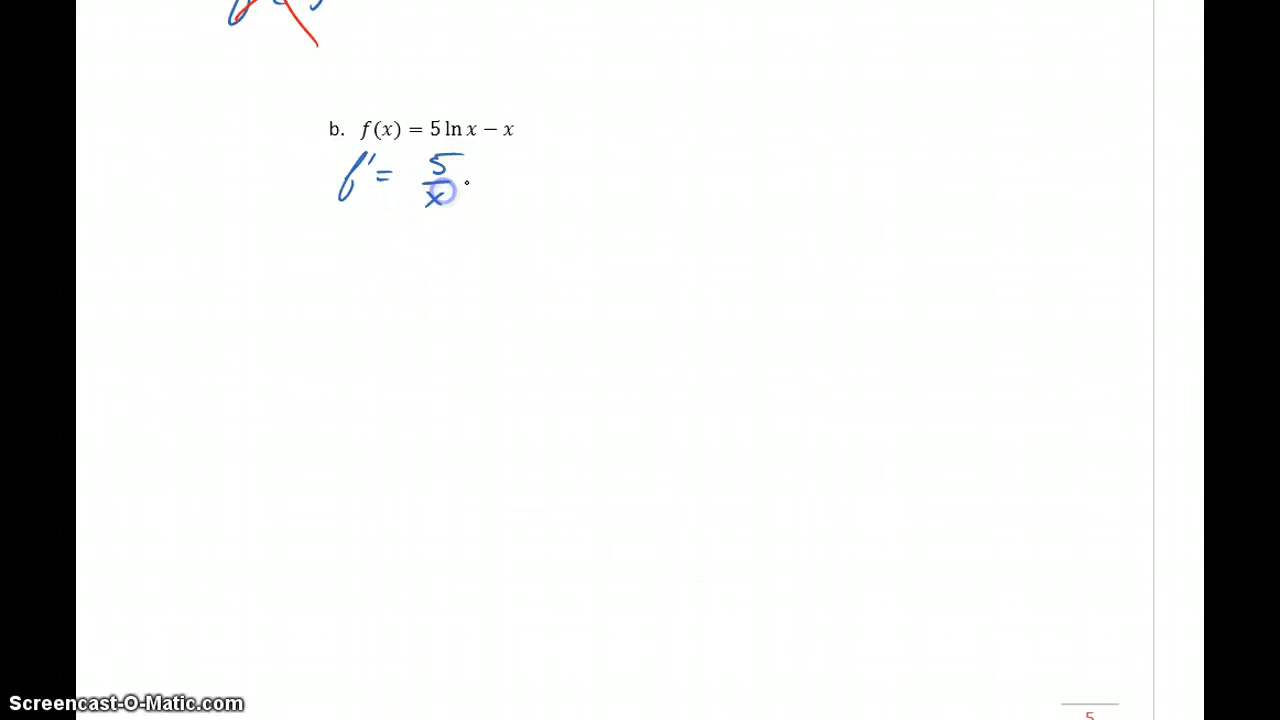 b. f(x) = 5 ln x − x
f' = 5/x
Screencast-O-Matic.com
5